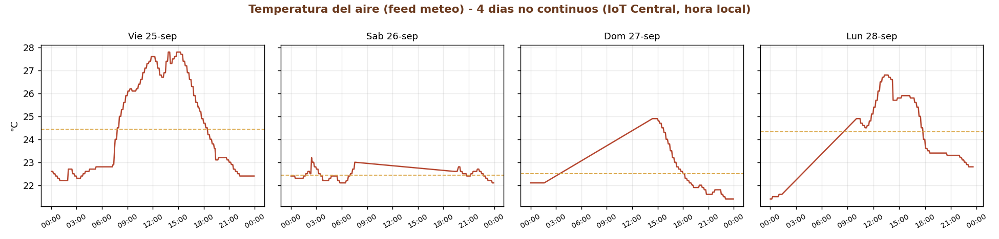 Temperatura del aire (feed meteo) - 4 dias no continuos (IoT Central, hora local)
Vie 25-sep
Sab 26-sep
Dom 27-sep
Lun 28-sep
°C
28
27
26
25
24
23
22
00:00 03:00 06:00 09:00 12:00 15:00 18:00 21:00 00:00
00:00 03:00 06:00 09:00 12:00 15:00 18:00 21:00 00:00
00:00 03:00 06:00 09:00 12:00 15:00 18:00 21:00 00:00
00:00 03:00 06:00 09:00 12:00 15:00 18:00 21:00 00:00